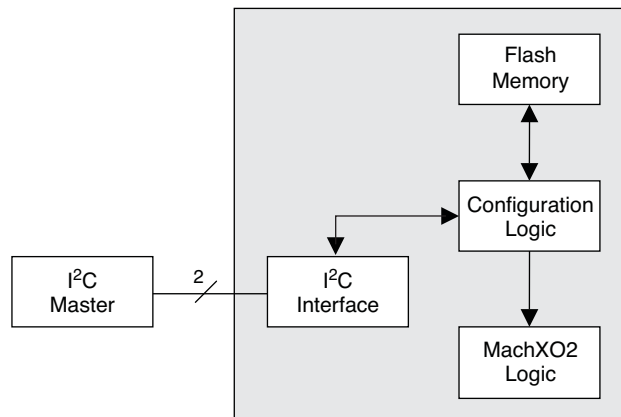 Flash
Memory
Configuration
Logic
2
I²C
Master
I²C
Interface
MachXO2
Logic